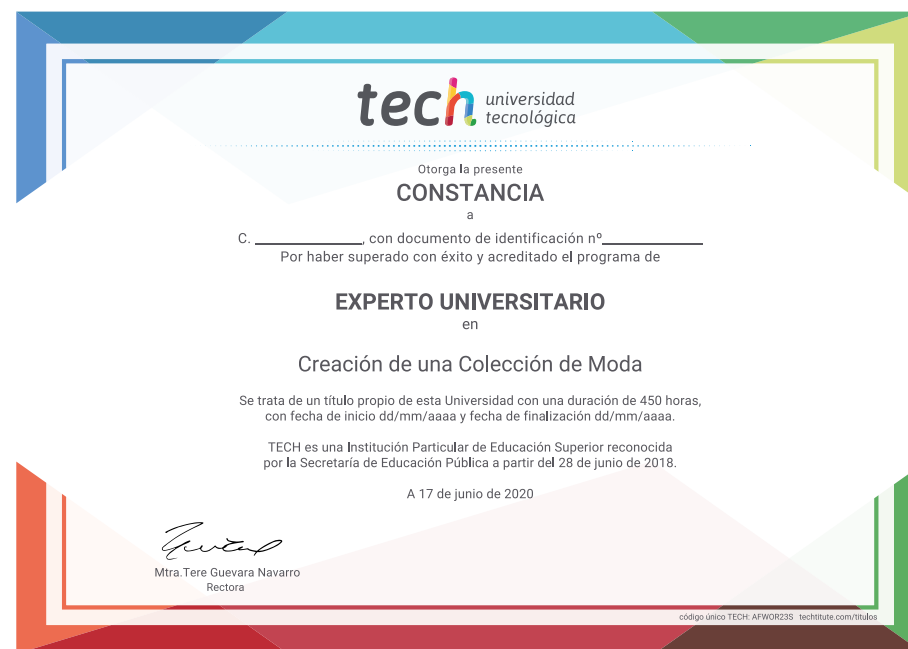 tech universidad
tecnológica
Otorga la presente
CONSTANCIA
a
C. ______________, con documento de identificación nº_____________
Por haber superado con éxito y acreditado el programa de
EXPERTO UNIVERSITARIO
en
Creación de una Colección de Moda
Se trata de un título propio de esta Universidad con una duración de 450 horas,
con fecha de inicio dd/mm/aaaa y fecha de finalización dd/mm/aaaa.
TECH es una Institución Particular de Educación Superior reconocida
por la Secretaría de Educación Pública a partir del 28 de junio de 2018.
A 17 de junio de 2020
Mtra.Tere Guevara Navarro
Rectora
código único TECH: AFWOR23S techtitute.com/titulos